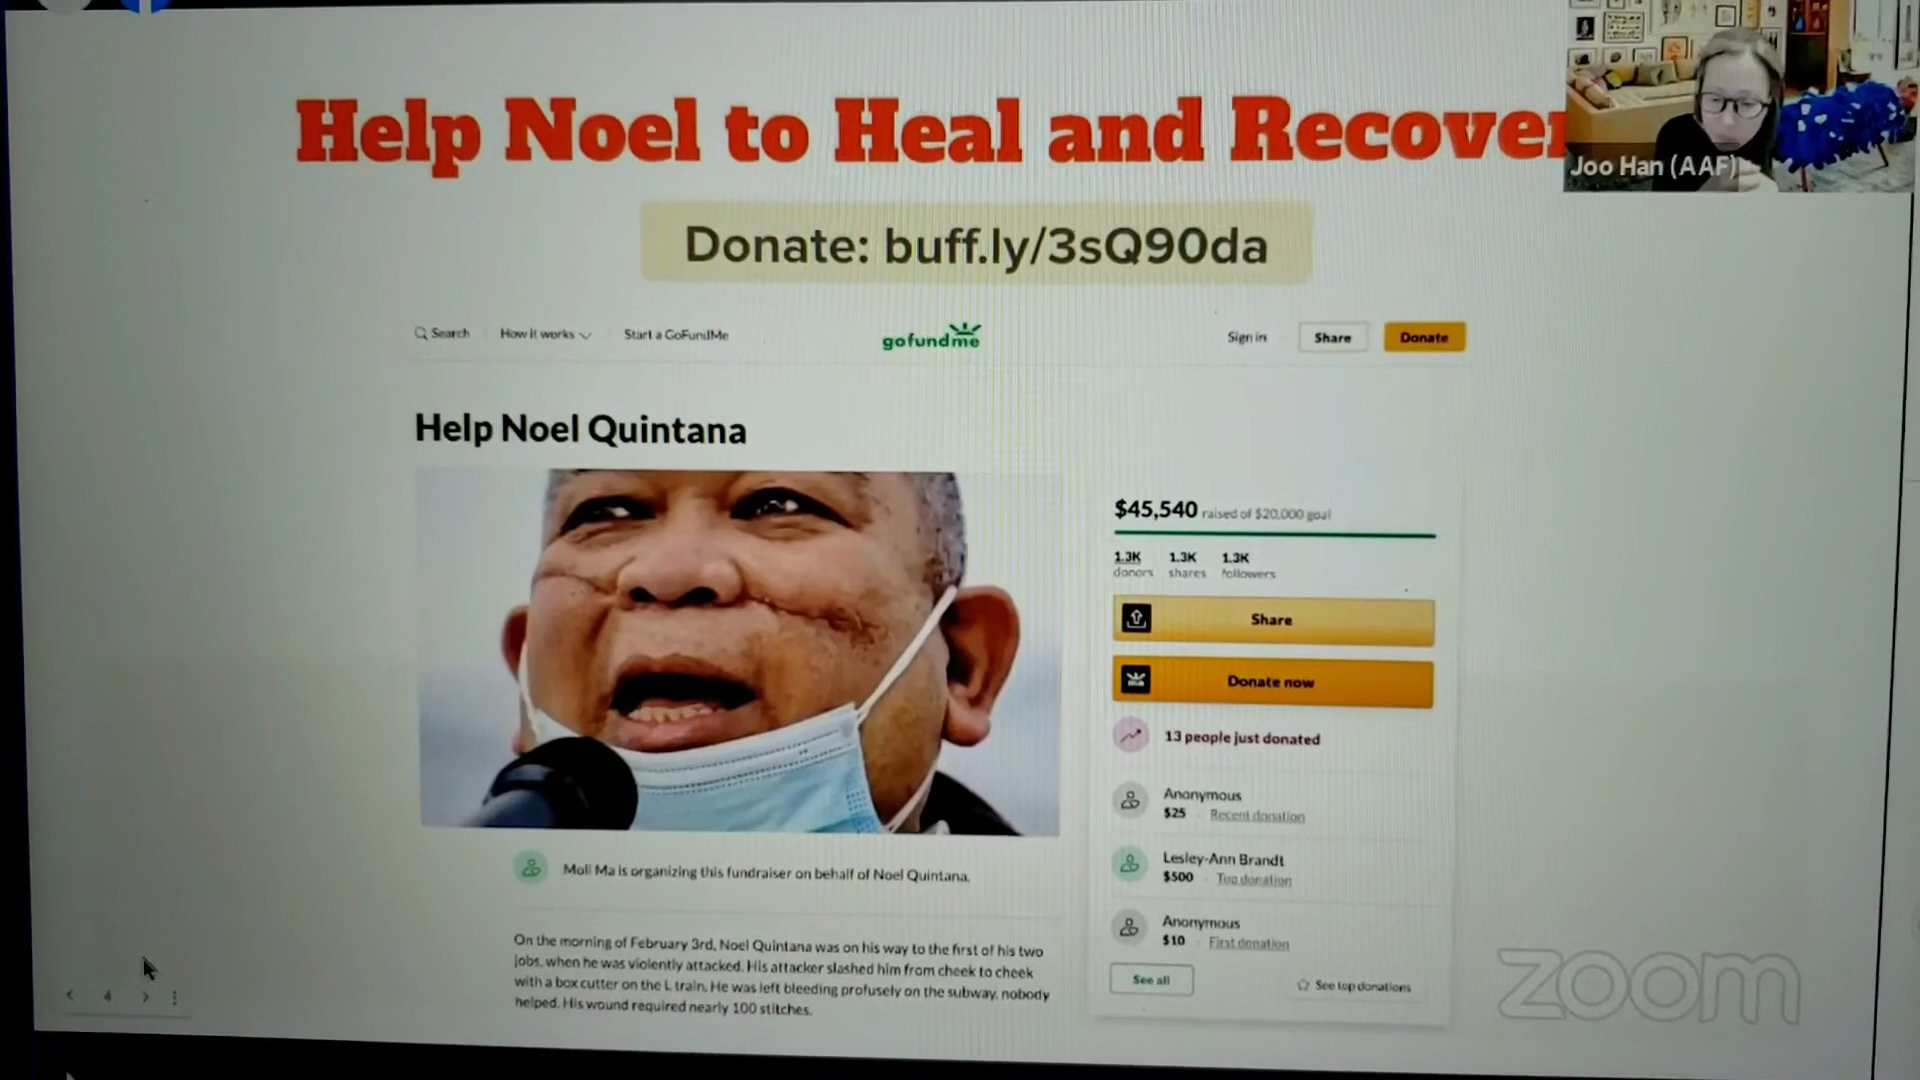 Help Noel to Heal and Recover
Joo Han (AAF)
Donate: buff.ly/3sQ90da
Search How it works Start a GoFundMe gofundme Sign in Share Donate
Help Noel Quintana
$45,540 raised of $20,000 goal
1.3K 1.3K 1.3K
donors shares followers
Share
Donate now
13 people just donated
Anonymous
$25 Recent donation
Lesley-Ann Brandt
$500 Top donation
Anonymous
$10 First donation
See all See top donations
Moli Ma is organizing this fundraiser on behalf of Noel Quintana.
On the morning of February 3rd, Noel Quintana was on his way to the first of his two
jobs, when he was violently attacked. His attacker slashed him from cheek to cheek
with a box cutter on the L train. He was left bleeding profusely on the subway, nobody
helped. His wound required nearly 100 stitches.
4
zoom